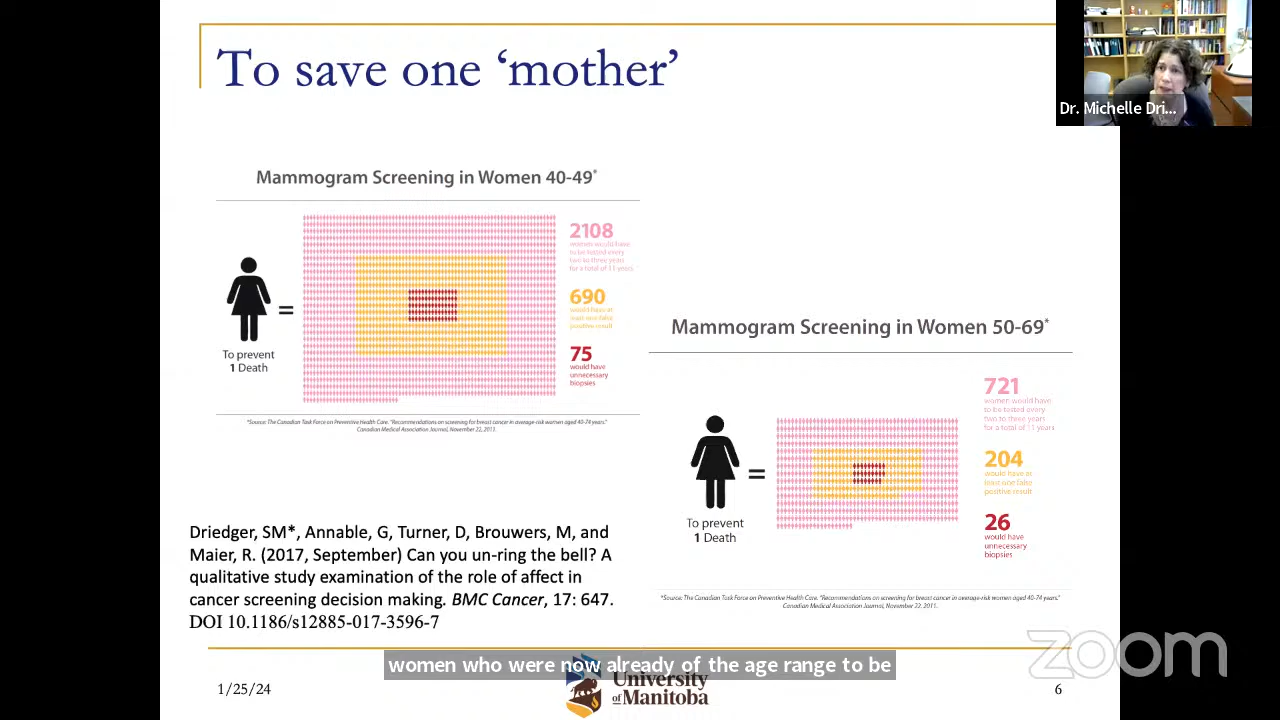 To save one ‘mother’
Dr. Michelle Dri...
Mammogram Screening in Women 40-49*
2108
women would have
to be tested every
two to three years
for a total of 11 years
690
would have at
least one false
positive result
75
would have
unnecessary
biopsies
=
To prevent
1 Death
*Source: The Canadian Task Force on Preventive Health Care. "Recommendations on screening for breast cancer in average-risk women aged 40-74 years."
Canadian Medical Association Journal, November 22, 2011.
Mammogram Screening in Women 50-69*
721
women would have
to be tested every
two to three years
for a total of 11 years
204
would have at
least one false
positive result
26
would have
unnecessary
biopsies
=
To prevent
1 Death
*Source: The Canadian Task Force on Preventive Health Care. "Recommendations on screening for breast cancer in average-risk women aged 40-74 years."
Canadian Medical Association Journal, November 22, 2011.
Driedger, SM*, Annable, G, Turner, D, Brouwers, M, and
Maier, R. (2017, September) Can you un-ring the bell? A
qualitative study examination of the role of affect in
cancer screening decision making. BMC Cancer, 17: 647.
DOI 10.1186/s12885-017-3596-7
women who were now already of the age range to be
1/25/24
University
of Manitoba
6
zoom